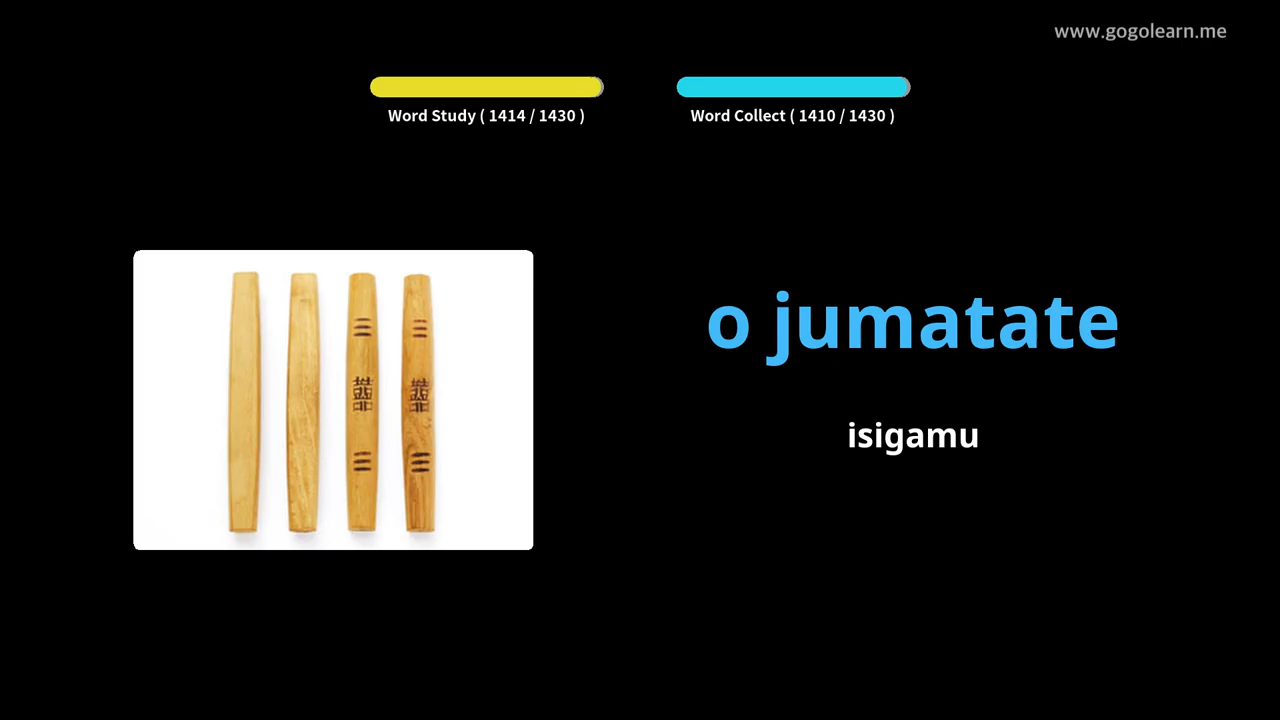 www.gogolearn.me
Word Study ( 1414 / 1430 )
Word Collect ( 1410 / 1430 )
o jumatate
isigamu